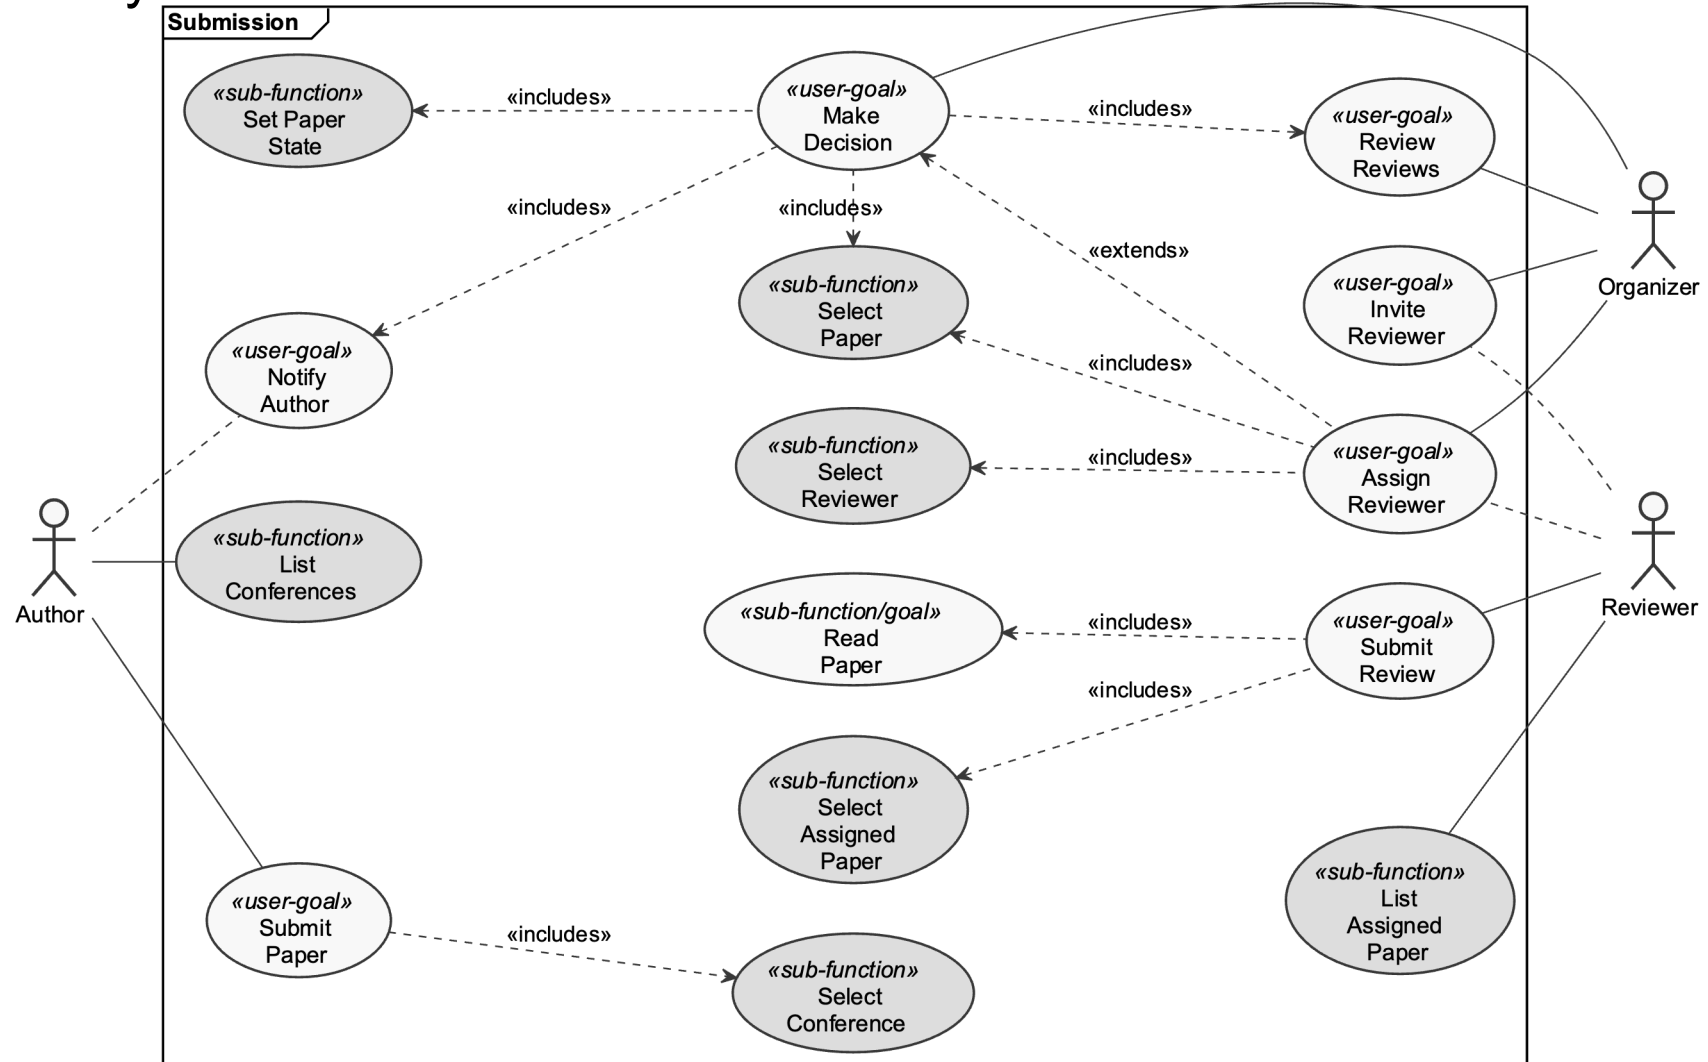 Submission
«sub-function»
Set Paper
State
«includes»
«user-goal»
Make
Decision
«includes»
«user-goal»
Review
Reviews
«includes»
«includes»
«extends»
«sub-function»
Select
Paper
«user-goal»
Invite
Reviewer
Organizer
«user-goal»
Notify
Author
«includes»
«sub-function»
Select
Reviewer
«includes»
«user-goal»
Assign
Reviewer
Author
«sub-function»
List
Conferences
«sub-function/goal»
Read
Paper
«includes»
«user-goal»
Submit
Review
Reviewer
«includes»
«sub-function»
Select
Assigned
Paper
«sub-function»
List
Assigned
Paper
«user-goal»
Submit
Paper
«includes»
«sub-function»
Select
Conference